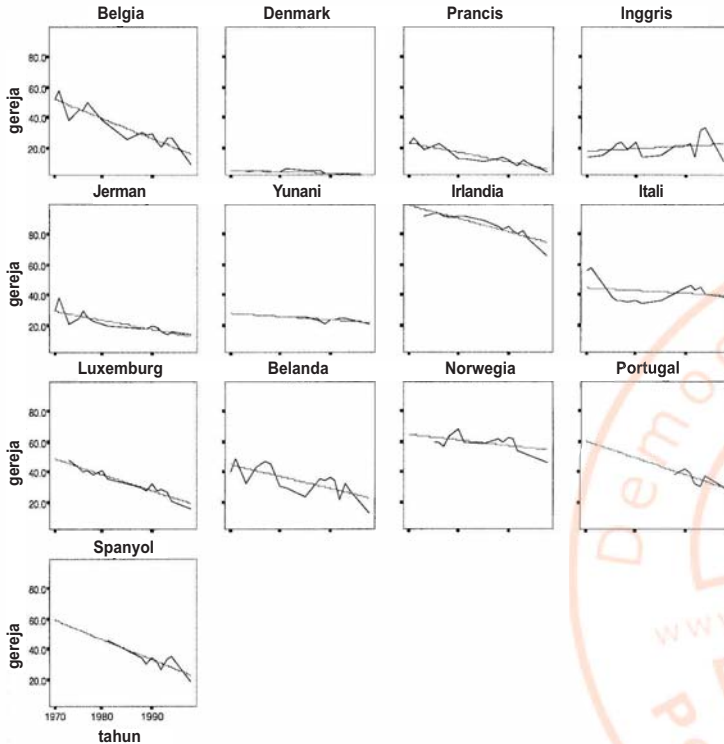 Belgia Denmark Prancis Inggris
gereja
80.0
60.0
40.0
20.0
Jerman Yunani Irlandia Itali
gereja
80.0
60.0
40.0
20.0
Luxemburg Belanda Norwegia Portugal
gereja
80.0
60.0
40.0
20.0
Spanyol
gereja
80.0
60.0
40.0
20.0
1970 1980 1990
tahun
Demo
www
P